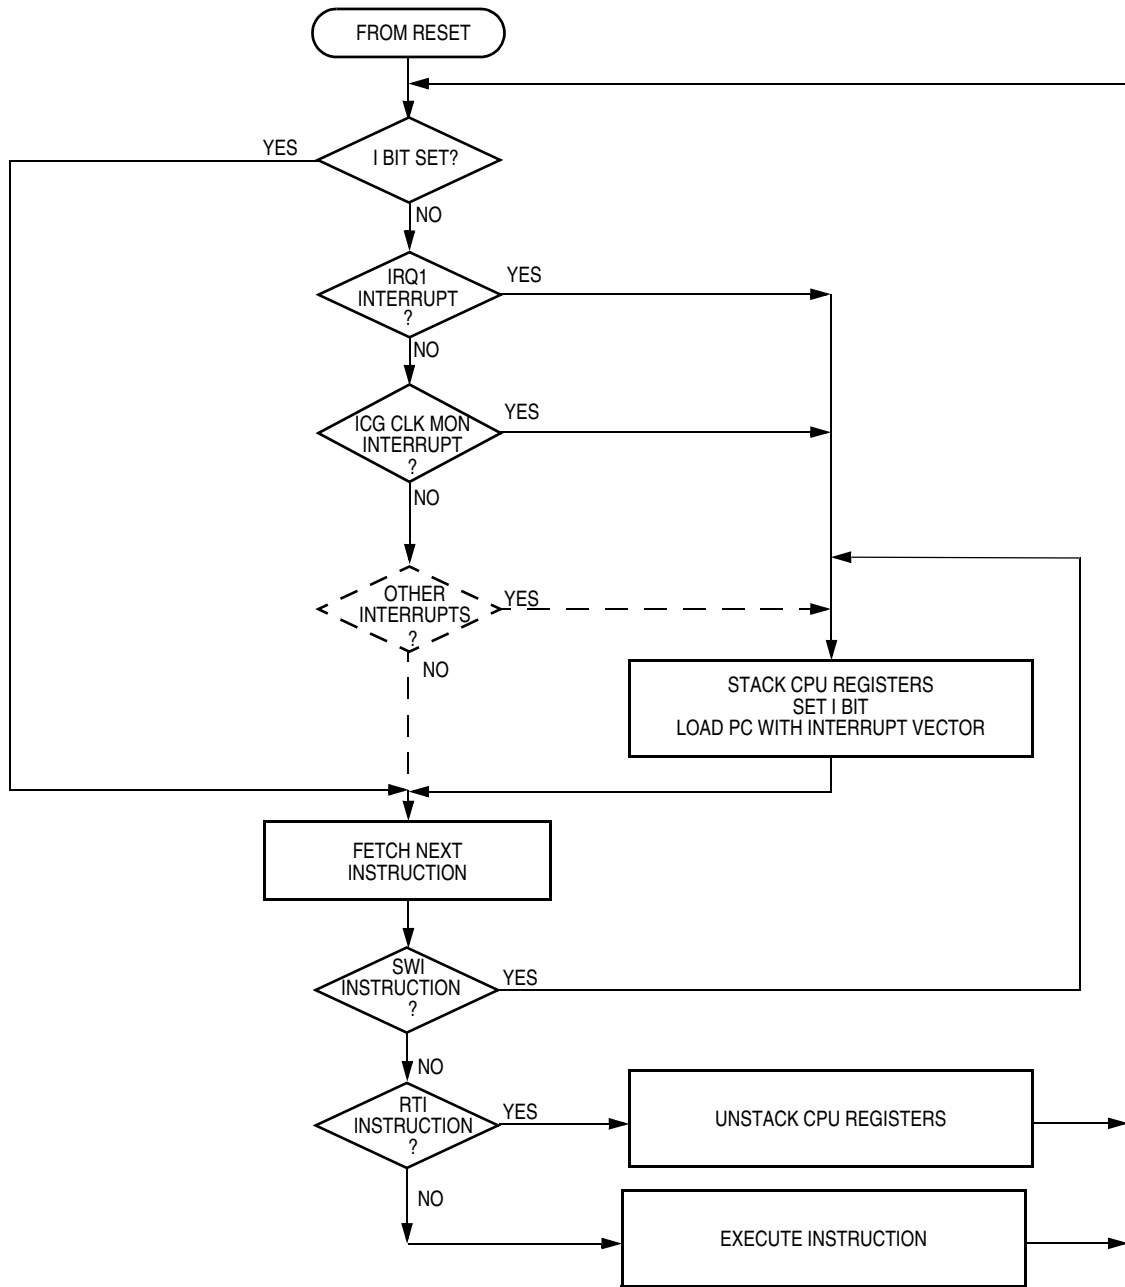 FROM RESET
I BIT SET?
YES
NO
IRQ1
INTERRUPT
?
YES
NO
ICG CLK MON
INTERRUPT
?
YES
NO
OTHER
INTERRUPTS
?
YES
NO
STACK CPU REGISTERS
SET I BIT
LOAD PC WITH INTERRUPT VECTOR
FETCH NEXT
INSTRUCTION
SWI
INSTRUCTION
?
YES
NO
RTI
INSTRUCTION
?
YES
UNSTACK CPU REGISTERS
NO
EXECUTE INSTRUCTION